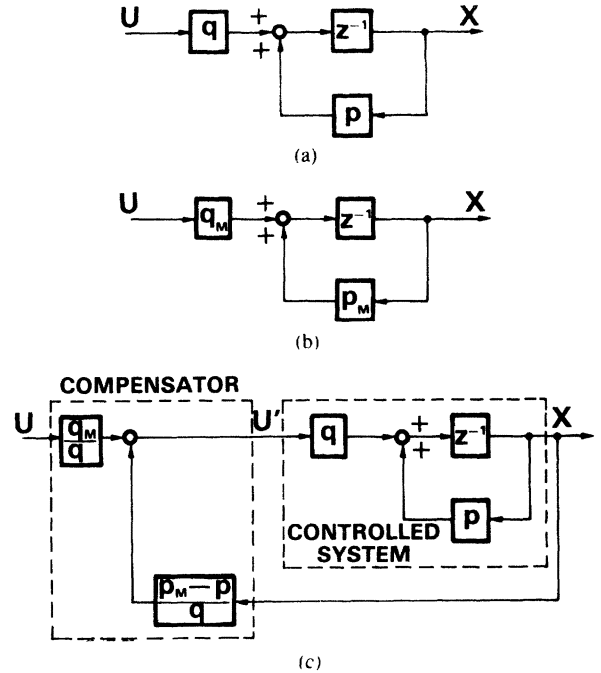 U q + + z⁻¹ X
p
(a)
U q_M + + z⁻¹ X
p_M
(b)
COMPENSATOR
U q_M/q U' q + + z⁻¹ X
p
CONTROLLED
SYSTEM
p_M — p
q
(c)